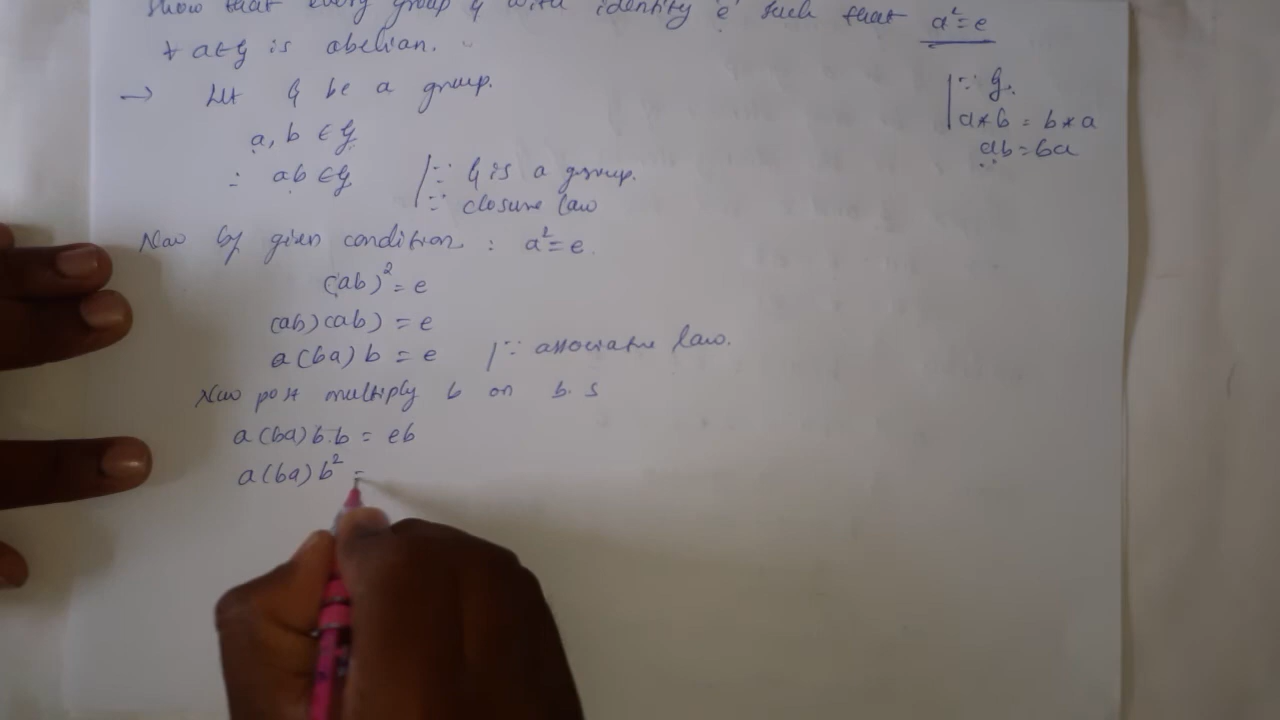 Show that every group G with identity 'e' such that a² = e
∀ a ∈ G is abelian.
→ Let G be a group.
a, b ∈ G
∴ ab ∈ G |∵ G is a group.
∵ closure law
|∵ G.
a * b = b * a
ab = ba
Now by given condition : a² = e.
(ab)² = e
(ab)(ab) = e
a(ba)b = e |∵ associative law.
Now post multiply b on b.s
a(ba)b.b = eb
a(ba)b² =